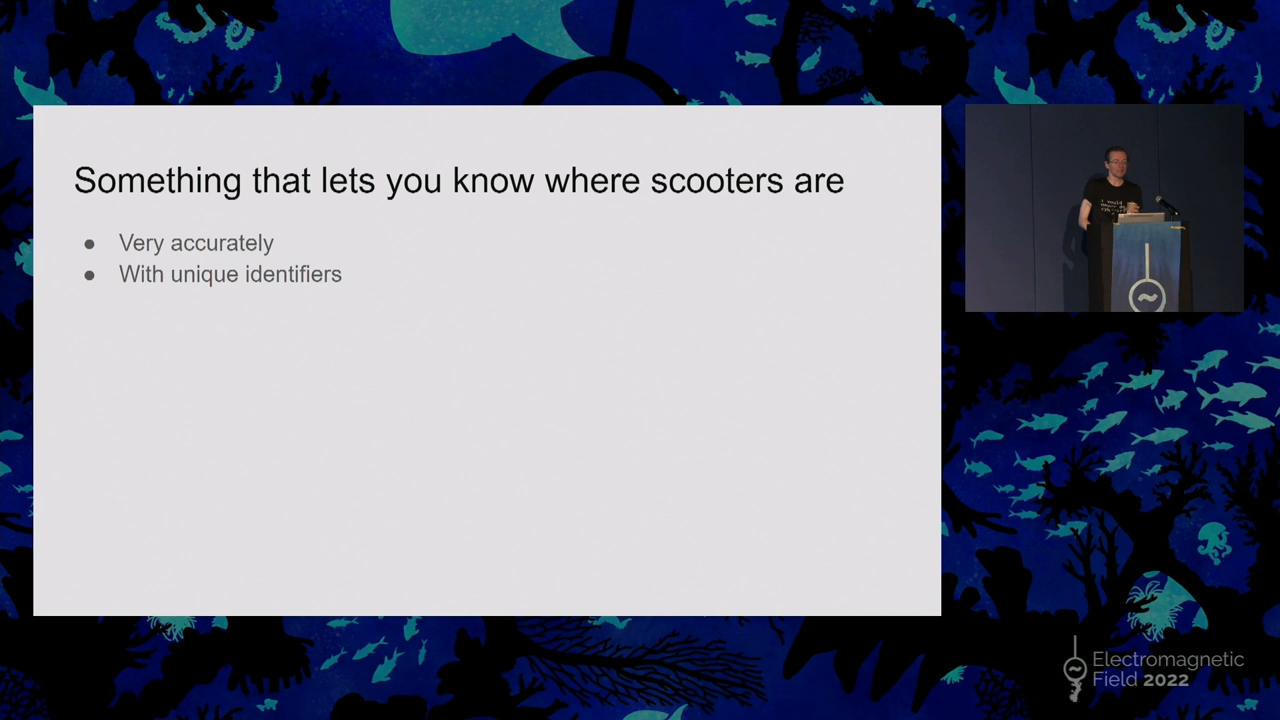 Something that lets you know where scooters are
● Very accurately
● With unique identifiers
Electromagnetic
Field 2022